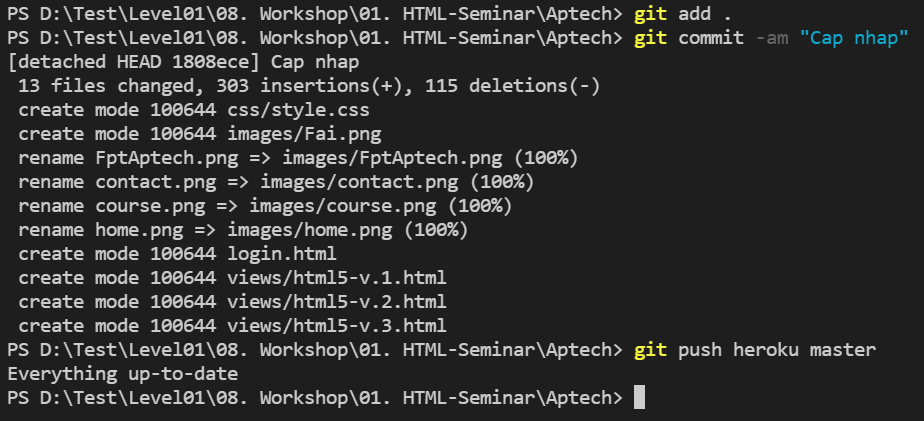 PS D:\Test\Level01\08. Workshop\01. HTML-Seminar\Aptech> git add .
PS D:\Test\Level01\08. Workshop\01. HTML-Seminar\Aptech> git commit -am "Cap nhap"
[detached HEAD 1808ece] Cap nhap
 13 files changed, 303 insertions(+), 115 deletions(-)
 create mode 100644 css/style.css
 create mode 100644 images/Fai.png
 rename FptAptech.png => images/FptAptech.png (100%)
 rename contact.png => images/contact.png (100%)
 rename course.png => images/course.png (100%)
 rename home.png => images/home.png (100%)
 create mode 100644 login.html
 create mode 100644 views/html5-v.1.html
 create mode 100644 views/html5-v.2.html
 create mode 100644 views/html5-v.3.html
PS D:\Test\Level01\08. Workshop\01. HTML-Seminar\Aptech> git push heroku master
Everything up-to-date
PS D:\Test\Level01\08. Workshop\01. HTML-Seminar\Aptech>